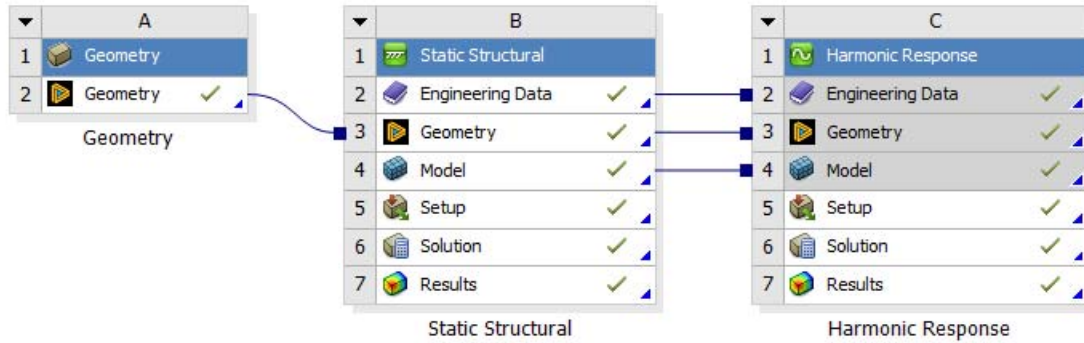 A
1 Geometry
2 Geometry
Geometry
B
1 Static Structural
2 Engineering Data
3 Geometry
4 Model
5 Setup
6 Solution
7 Results
Static Structural
C
1 Harmonic Response
2 Engineering Data
3 Geometry
4 Model
5 Setup
6 Solution
7 Results
Harmonic Response